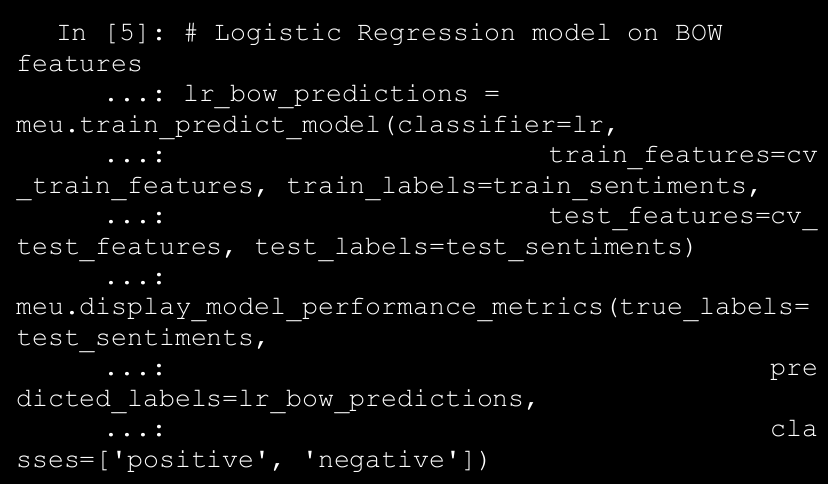 In [5]: # Logistic Regression model on BOW
features
...: lr_bow_predictions =
meu.train_predict_model(classifier=lr,
...: train_features=cv
_train_features, train_labels=train_sentiments,
...: test_features=cv_
test_features, test_labels=test_sentiments)
...:
meu.display_model_performance_metrics(true_labels=
test_sentiments,
...: pre
dicted_labels=lr_bow_predictions,
...: cla
sses=['positive', 'negative'])